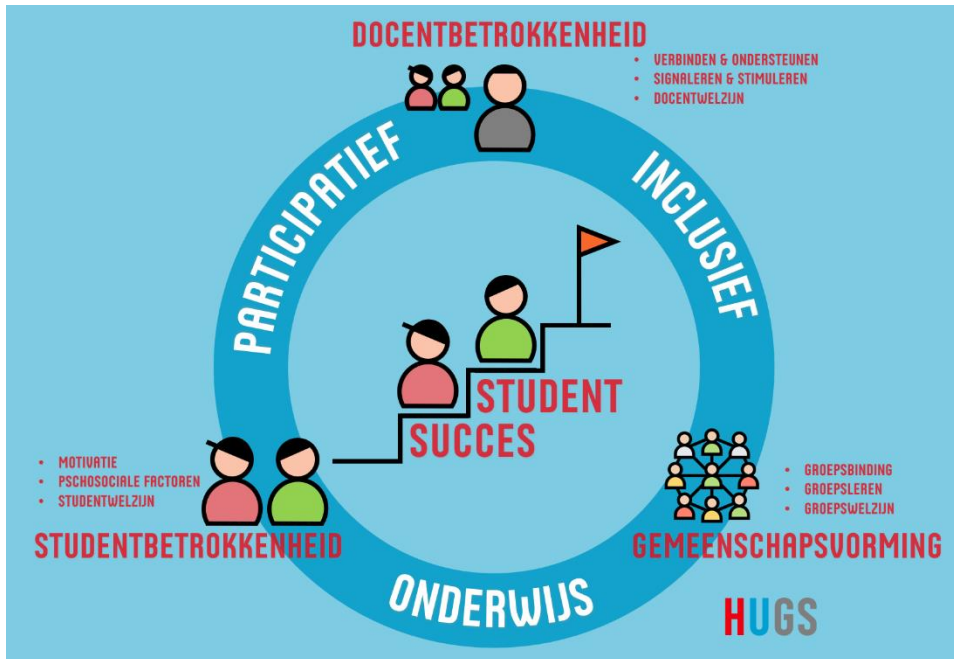 DOCENTBETROKKENHEID
• VERBINDEN & ONDERSTEUNEN
• SIGNALEREN & STIMULEREN
• DOCENTWELZIJN
PARTICIPATIEF
INCLUSIEF
STUDENT
SUCCES
• MOTIVATIE
• PSCHOSOCIALE FACTOREN
• STUDENTWELZIJN
STUDENTBETROKKENHEID
• GROEPSBINDING
• GROEPSLEREN
• GROEPSWELZIJN
GEMEENSCHAPSVORMING
ONDERWIJS
HUGS